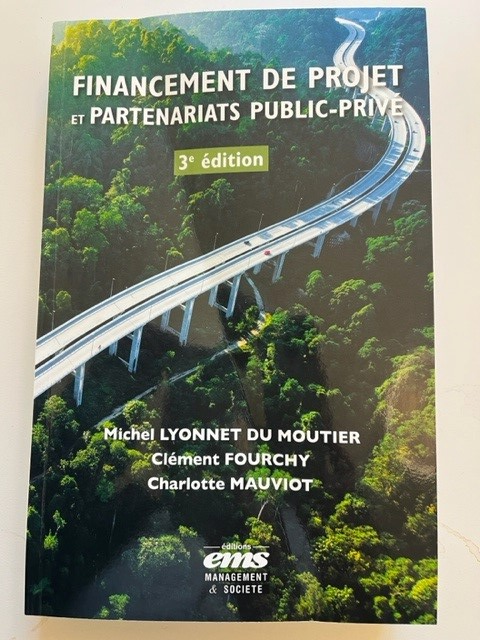 FINANCEMENT DE PROJET
ET PARTENARIATS PUBLIC-PRIVÉ
3e édition
Michel LYONNET DU MOUTIER
Clément FOURCHY
Charlotte MAUVIOT
éditions
ems
MANAGEMENT
& SOCIETE